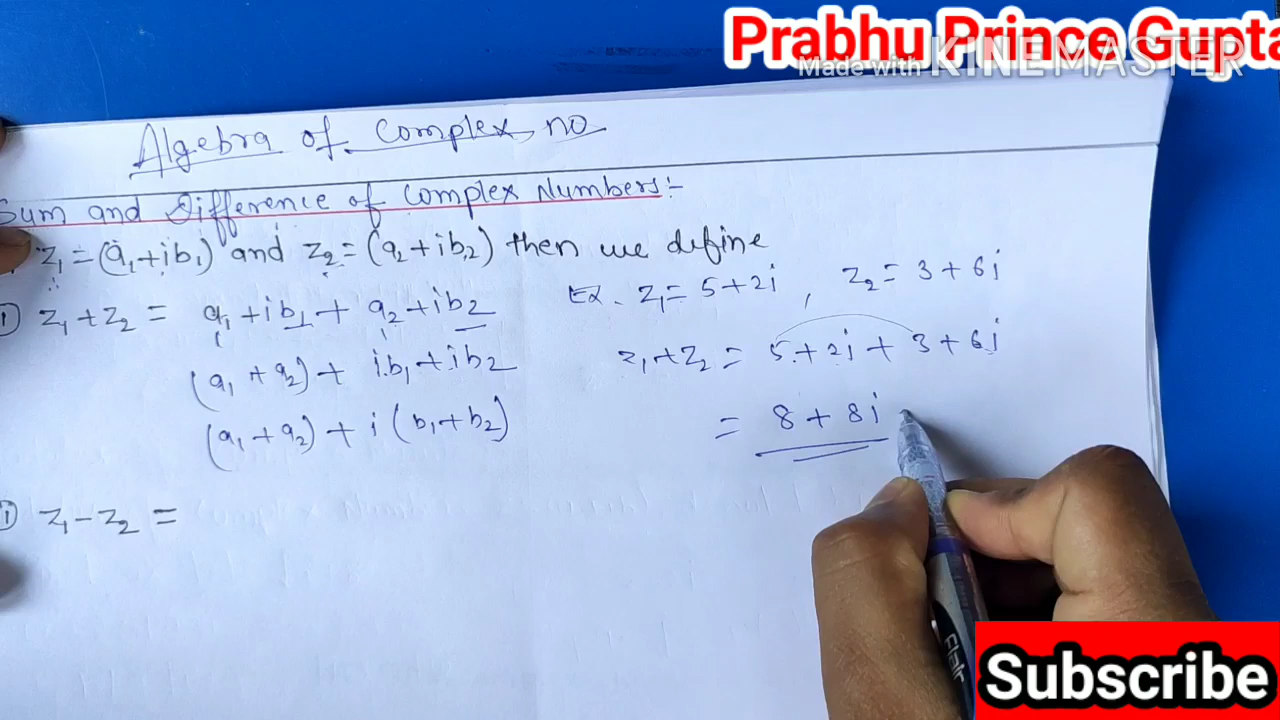 Prabhu Prince Gupta
Made with KINEMASTER
Algebra of Complex no
Sum and Difference of Complex Numbers:-
z₁ = (a₁+ib₁) and z₂ = (a₂+ib₂) then we define
Ex. z₁ = 5+2i , z₂ = 3+6i
z₁+z₂ = a₁+ib₁+a₂+ib₂
z₁+z₂ = 5+2i+3+6i
(a₁+a₂)+ib₁+ib₂
= 8+8i
(a₁+a₂)+i(b₁+b₂)
z₁-z₂ =
Flair
Subscribe